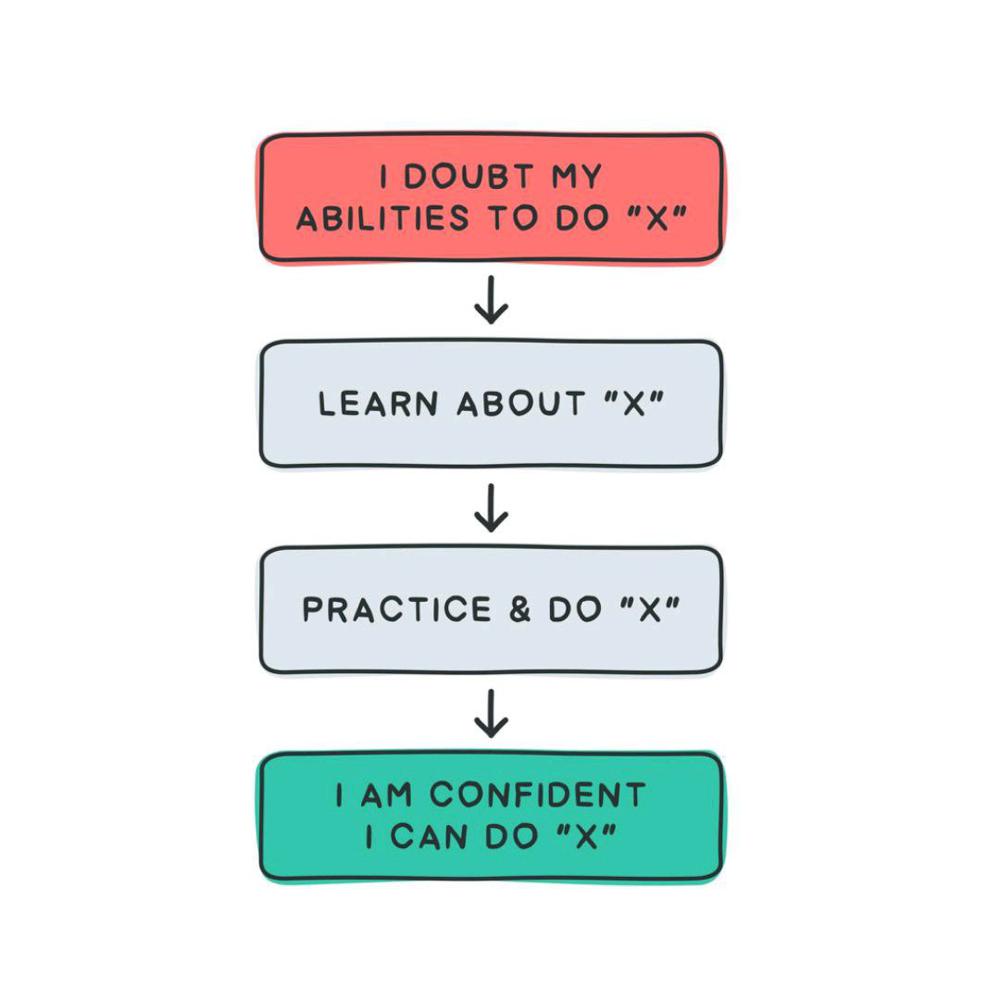 I DOUBT MY
ABILITIES TO DO "X"
LEARN ABOUT "X"
PRACTICE & DO "X"
I AM CONFIDENT
I CAN DO "X"